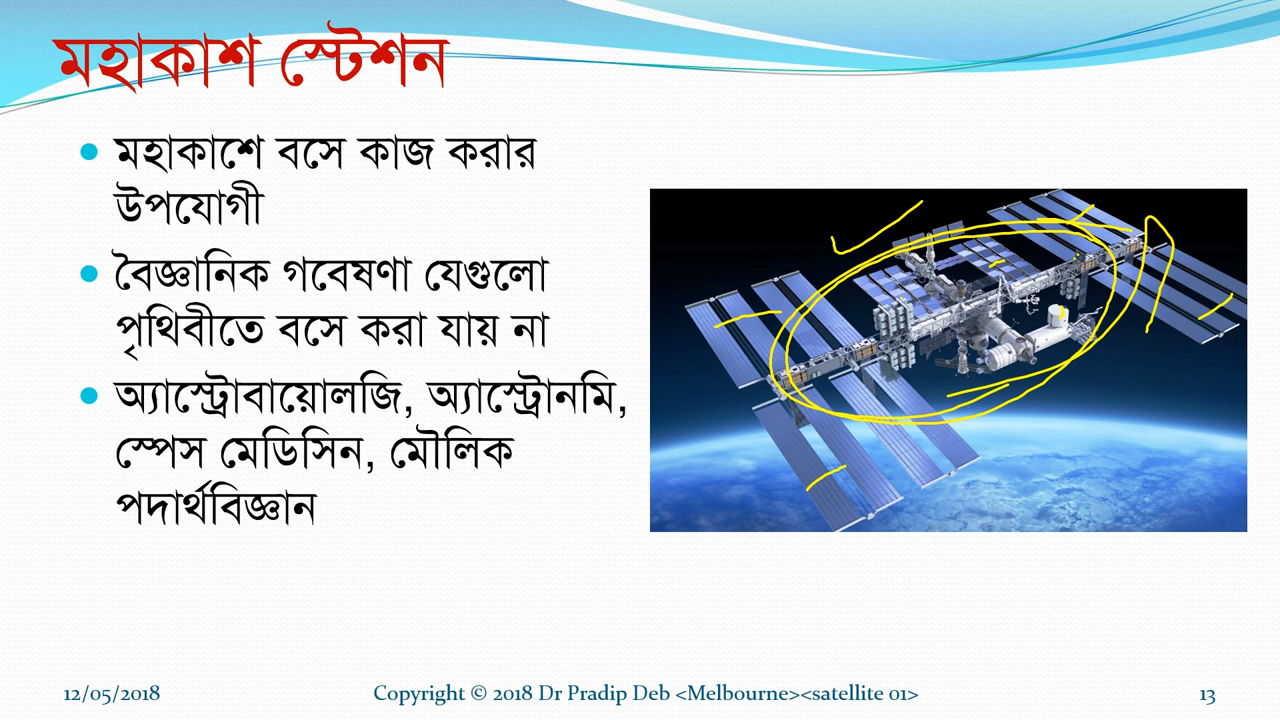 মহাকাশ স্টেশন
মহাকাশে বসে কাজ করার
উপযোগী
বৈজ্ঞানিক গবেষণা যেগুলো
পৃথিবীতে বসে করা যায় না
অ্যাস্ট্রোবায়োলজি, অ্যাস্ট্রোনমি,
স্পেস মেডিসিন, মৌলিক
পদার্থবিজ্ঞান
12/05/2018 Copyright © 2018 Dr Pradip Deb <Melbourne><satellite 01> 13